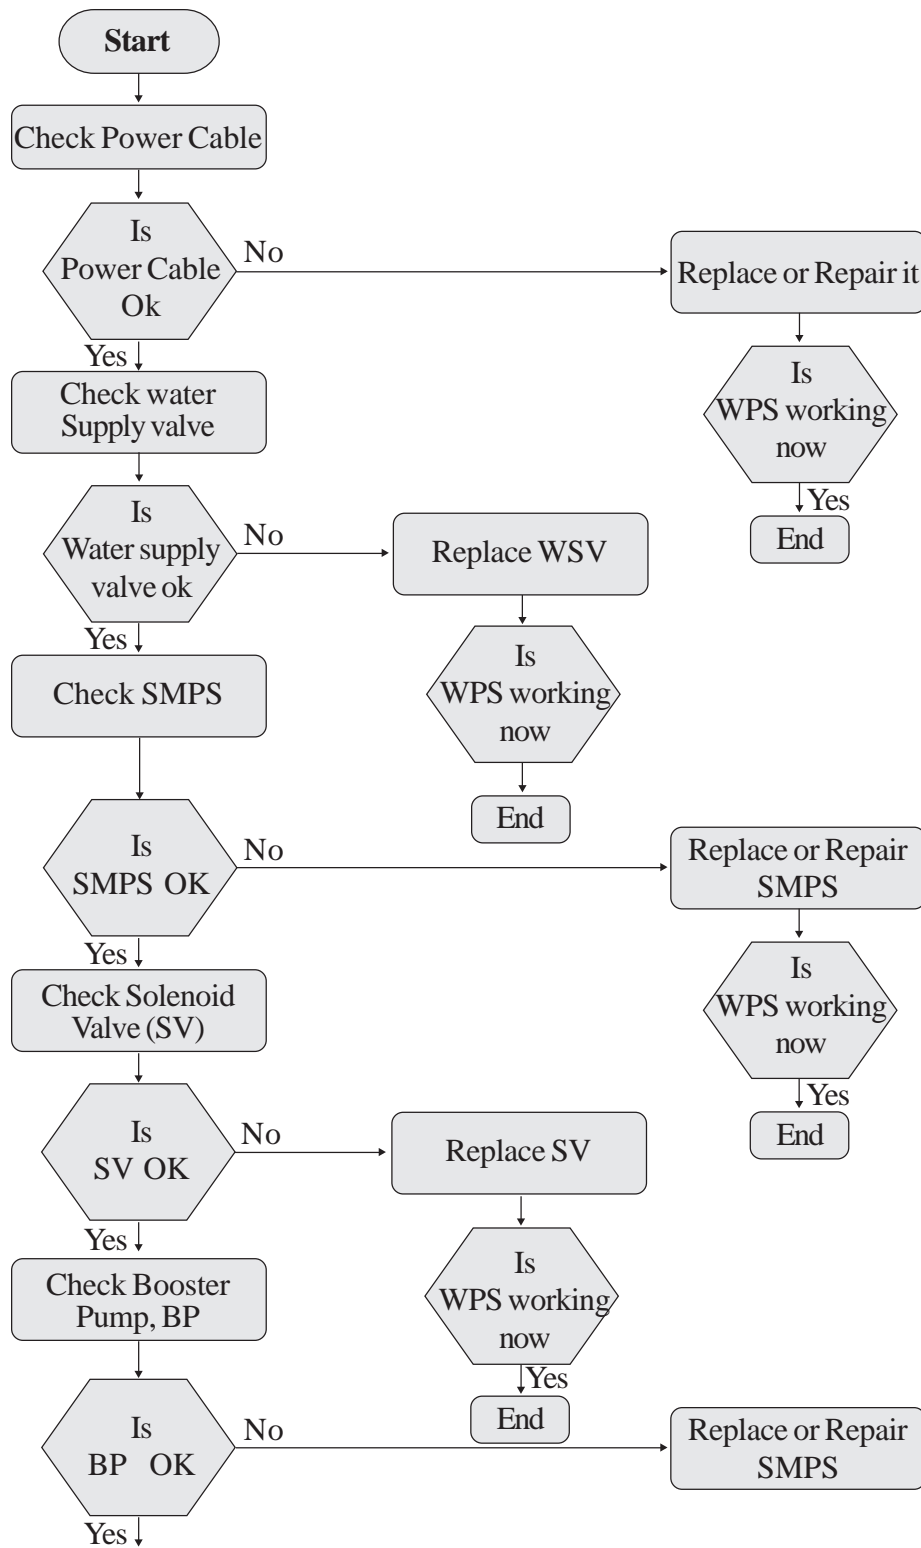 Start
Check Power Cable
Is
Power Cable
Ok
No
Replace or Repair it
Yes
Is
WPS working
now
Yes
End
Check water
Supply valve
Is
Water supply
valve ok
No
Replace WSV
Yes
Is
WPS working
now
End
Check SMPS
Is
SMPS OK
No
Replace or Repair
SMPS
Yes
Is
WPS working
now
Yes
End
Check Solenoid
Valve (SV)
Is
SV OK
No
Replace SV
Yes
Is
WPS working
now
Yes
End
Check Booster
Pump, BP
Is
BP OK
No
Replace or Repair
SMPS
Yes